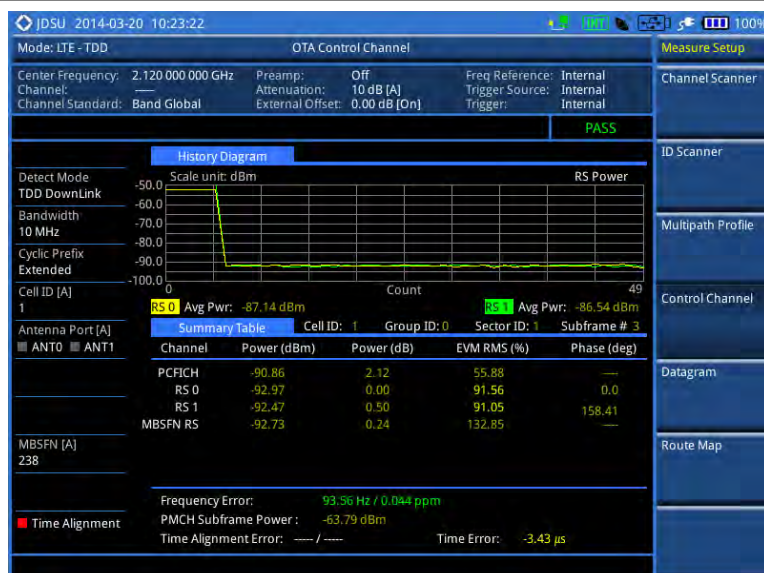 JDSU 2014-03-20 10:23:22
INT
100%
Mode: LTE - TDD OTA Control Channel Measure Setup
Center Frequency: 2.120 000 000 GHz Preamp: Off Freq Reference: Internal
Channel: ---- Attenuation: 10 dB [A] Trigger Source: Internal
Channel Standard: Band Global External Offset: 0.00 dB [On] Trigger: Internal
Channel Scanner
PASS
History Diagram
ID Scanner
Scale unit: dBm RS Power
Detect Mode
TDD DownLink
Bandwidth
10 MHz
Cyclic Prefix
Extended
Cell ID [A]
1
Antenna Port [A]
ANT0 ANT1
MBSFN [A]
238
Time Alignment
-50.0
-60.0
-70.0
-80.0
-90.0
-100.0
0 Count 49
RS 0 Avg Pwr: -87.14 dBm RS 1 Avg Pwr: -86.54 dBm
Summary Table Cell ID: 1 Group ID: 0 Sector ID: 1 Subframe # 3
Channel Power (dBm) Power (dB) EVM RMS (%) Phase (deg)
PCFICH -90.86 2.12 55.88 ----
RS 0 -92.97 0.00 91.56 0.0
RS 1 -92.47 0.50 91.05 158.41
MBSFN RS -92.73 0.24 132.85 ----
Frequency Error: 93.56 Hz / 0.044 ppm
PMCH Subframe Power : -63.79 dBm
Time Alignment Error: ----- / ----- Time Error: -3.43 µs
Multipath Profile
Control Channel
Datagram
Route Map